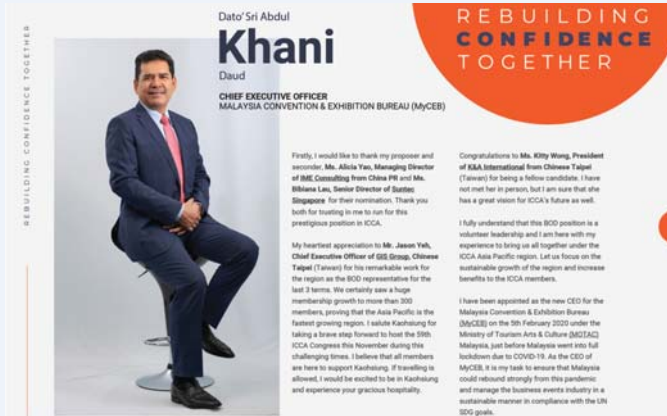 REBUILDING CONFIDENCE TOGETHER
Dato' Sri Abdul
Khani
Daud
CHIEF EXECUTIVE OFFICER
MALAYSIA CONVENTION & EXHIBITION BUREAU (MyCEB)
REBUILDING
CONFIDENCE
TOGETHER
Firstly, I would like to thank my proposer and
seconder, Ms. Alicia Yao, Managing Director
of IME Consulting from China PR and Ms.
Bibiana Lau, Senior Director of Suntec
Singapore for their nomination. Thank you
both for trusting in me to run for this
prestigious position in ICCA.
My heartiest appreciation to Mr. Jason Yeh,
Chief Executive Officer of GIS Group, Chinese
Taipei (Taiwan) for his remarkable work for
the region as the BOD representative for the
last 3 terms. We certainly saw a huge
membership growth to more than 300
members, proving that the Asia Pacific is the
fastest growing region. I salute Kaohsiung for
taking a brave step forward to host the 59th
ICCA Congress this November during this
challenging times. I believe that all members
are here to support Kaohsiung. If travelling is
allowed, I would be excited to be in Kaohsiung
and experience your gracious hospitality.
Congratulations to Ms. Kitty Wong, President
of K&A International from Chinese Taipei
(Taiwan) for being a fellow candidate. I have
not met her in person, but I am sure that she
has a great vision for ICCA's future as well.
I fully understand that this BOD position is a
volunteer leadership and I am here with my
experience to bring us all together under the
ICCA Asia Pacific region. Let us focus on the
sustainable growth of the region and increase
benefits to the ICCA members.
I have been appointed as the new CEO for the
Malaysia Convention & Exhibition Bureau
(MyCEB) on the 5th February 2020 under the
Ministry of Tourism Arts & Culture (MOTAC)
Malaysia, just before Malaysia went into full
lockdown due to COVID-19. As the CEO of
MyCEB, it is my task to ensure that Malaysia
could rebound strongly from this pandemic
and manage the business events industry in a
sustainable manner in compliance with the UN
SDG goals.